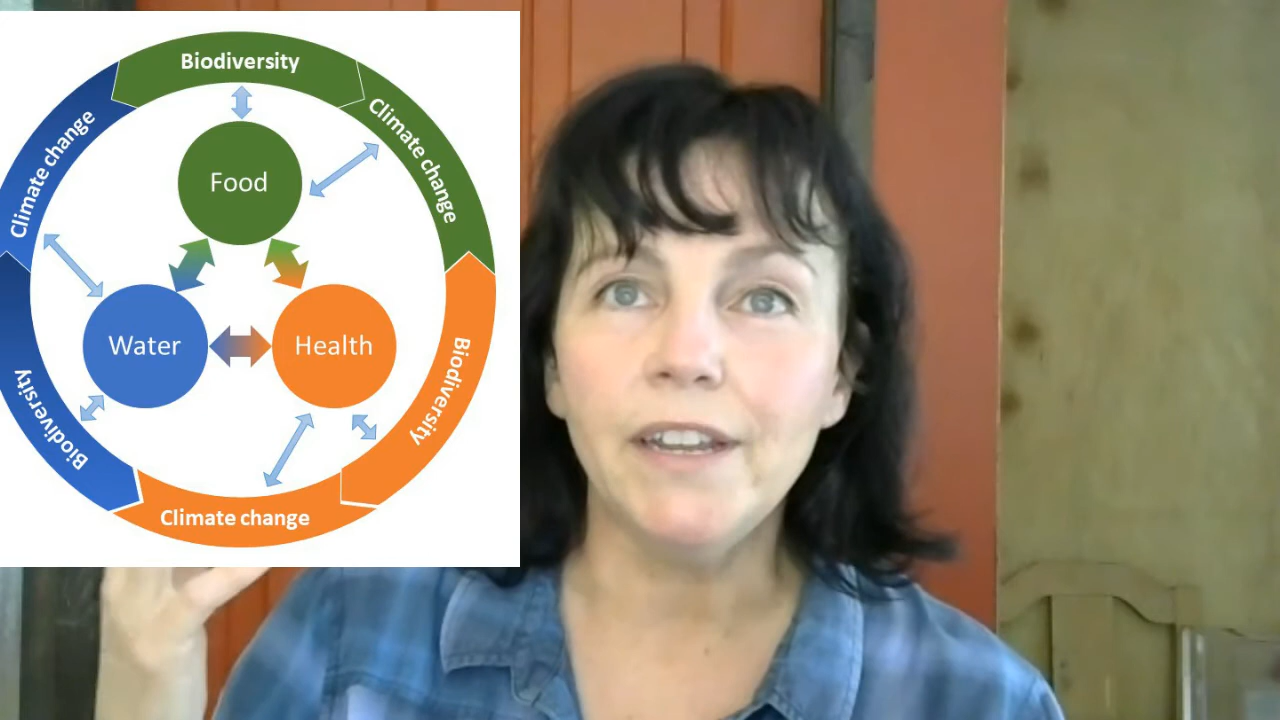 Biodiversity
Climate change
Climate change
Food
Water
Health
Biodiversity
Biodiversity
Climate change